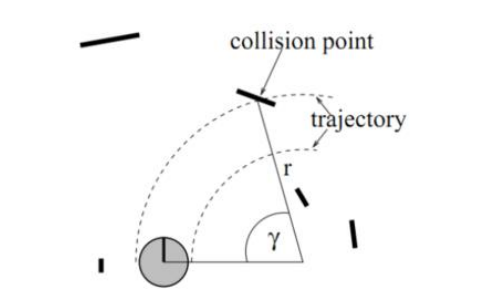 collision point
trajectory
r
γ